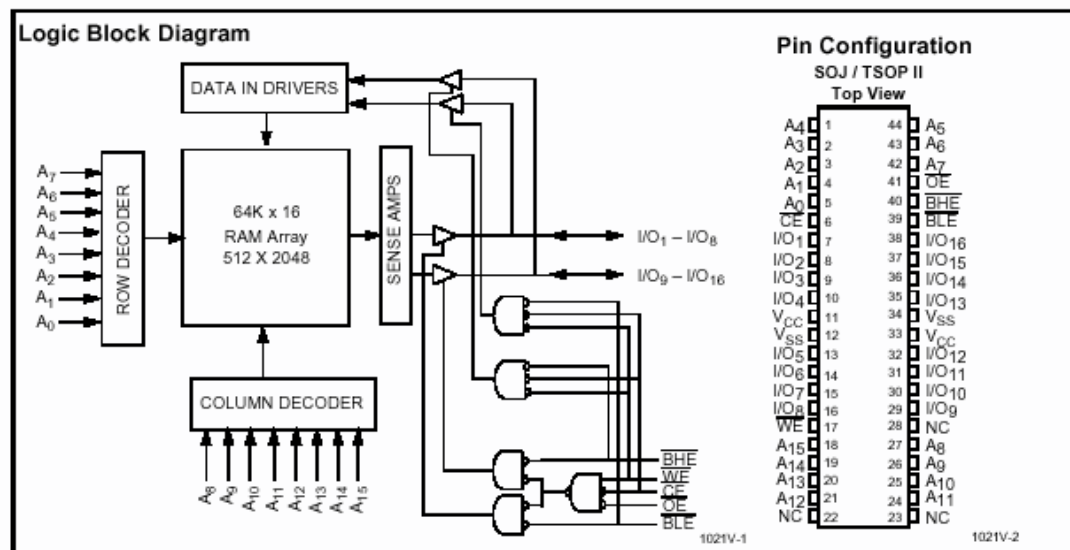 Logic Block Diagram
DATA IN DRIVERS
A7
A6
A5
A4
A3
A2
A1
A0
ROW DECODER
64K x 16
RAM Array
512 X 2048
SENSE AMPS
I/O1 – I/O8
I/O9 – I/O16
COLUMN DECODER
A8
A9
A10
A11
A12
A13
A14
A15
BHE
WE
CE
OE
BLE
1021V-1
Pin Configuration
SOJ / TSOP II
Top View
A4 1 44 A5
A3 2 43 A6
A2 3 42 A7
A1 4 41 OE
A0 5 40 BHE
CE 6 39 BLE
I/O1 7 38 I/O16
I/O2 8 37 I/O15
I/O3 9 36 I/O14
I/O4 10 35 I/O13
VCC 11 34 VSS
VSS 12 33 VCC
I/O5 13 32 I/O12
I/O6 14 31 I/O11
I/O7 15 30 I/O10
I/O8 16 29 I/O9
WE 17 28 NC
A15 18 27 A8
A14 19 26 A9
A13 20 25 A10
A12 21 24 A11
NC 22 23 NC
1021V-2